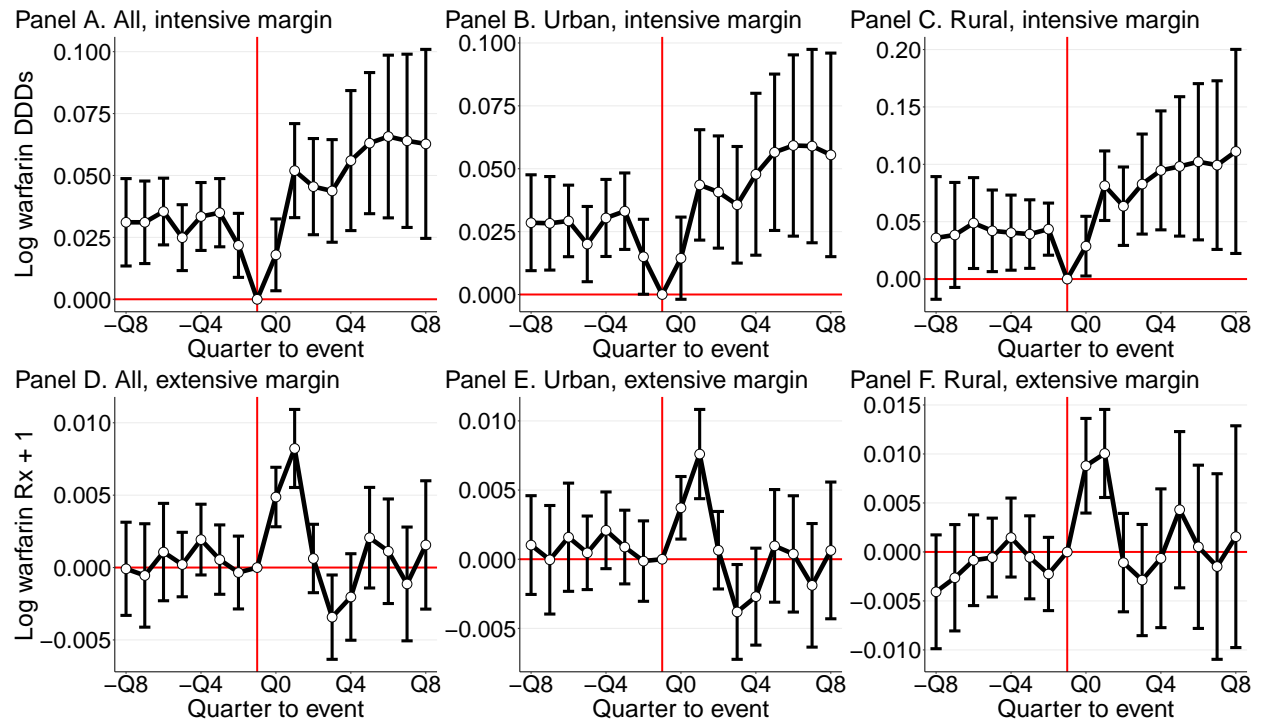 Panel A. All, intensive margin
Log warfarin DDDs
0.100
0.075
0.050
0.025
0.000
−Q8 −Q4 Q0 Q4 Q8
Quarter to event
Panel B. Urban, intensive margin
0.100
0.075
0.050
0.025
0.000
−Q8 −Q4 Q0 Q4 Q8
Quarter to event
Panel C. Rural, intensive margin
0.20
0.15
0.10
0.05
0.00
−Q8 −Q4 Q0 Q4 Q8
Quarter to event
Panel D. All, extensive margin
Log warfarin Rx + 1
0.010
0.005
0.000
−0.005
−Q8 −Q4 Q0 Q4 Q8
Quarter to event
Panel E. Urban, extensive margin
0.010
0.005
0.000
−0.005
−Q8 −Q4 Q0 Q4 Q8
Quarter to event
Panel F. Rural, extensive margin
0.015
0.010
0.005
0.000
−0.005
−0.010
−Q8 −Q4 Q0 Q4 Q8
Quarter to event